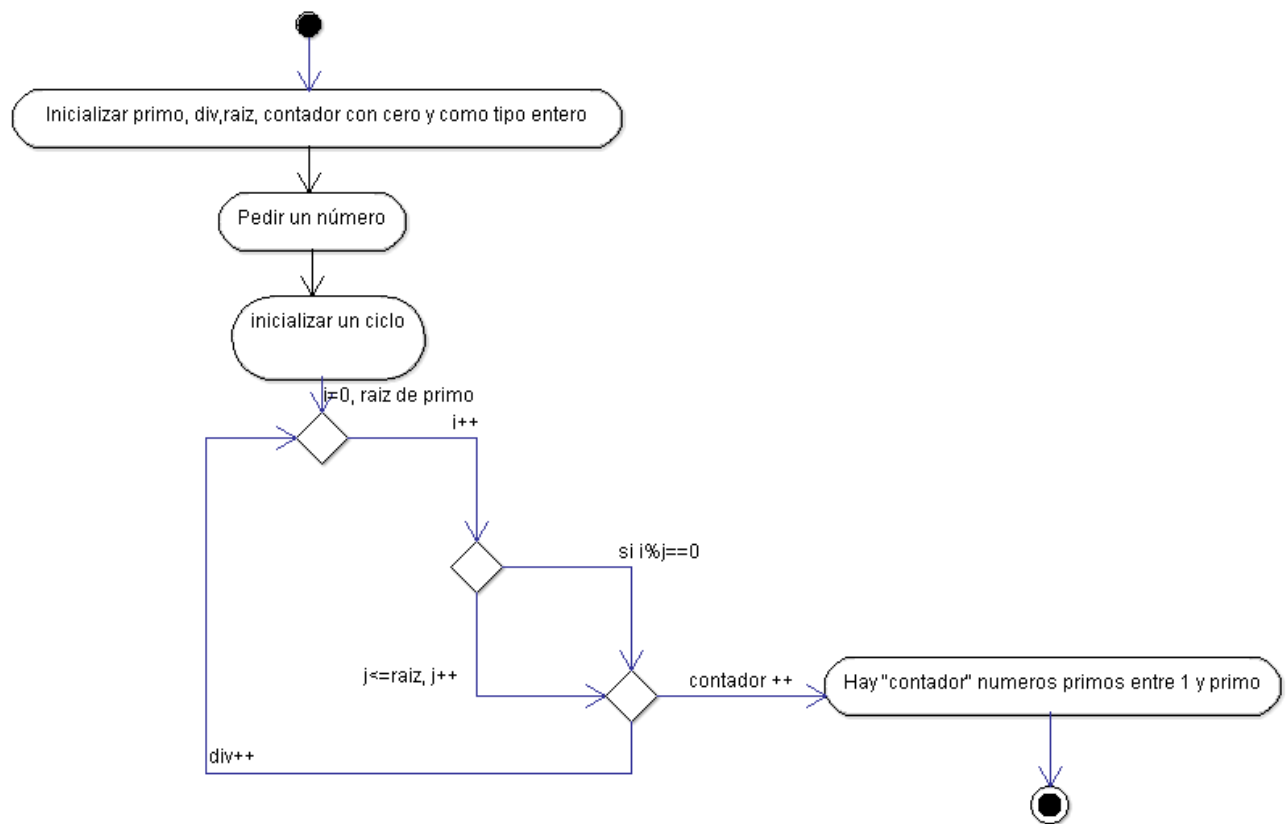 Inicializar primo, div,raiz, contador con cero y como tipo entero
Pedir un número
inicializar un ciclo
i=0, raiz de primo
i++
si i%j==0
j<=raiz, j++
contador ++
Hay "contador" numeros primos entre 1 y primo
div++